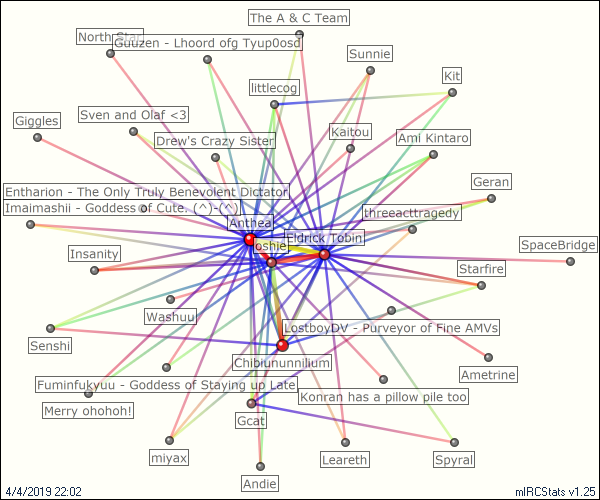 The A & C Team
North Star
Guuzen - Lhoord ofg Tyup0osd
Sunnie
Kit
littlecog
Giggles
Sven and Olaf <3
Kaitou
Ami Kintaro
Drew's Crazy Sister
Geran
Entharion - The Only Truly Benevolent Dictator
Imaimashii - Goddess of Cute. (^)-(^)
threeacttragedy
Anthea
Eldrick Tobin
Joshie
SpaceBridge
Insanity
Starfire
Washuu
LostboyDV - Purveyor of Fine AMVs
Senshi
Chibiununnilium
Ametrine
Fuminfukyuu - Goddess of Staying up Late
Konran has a pillow pile too
Merry ohohoh!
Gcat
miyax
Leareth
Spyral
Andie
4/4/2019 22:02
mIRCStats v1.25